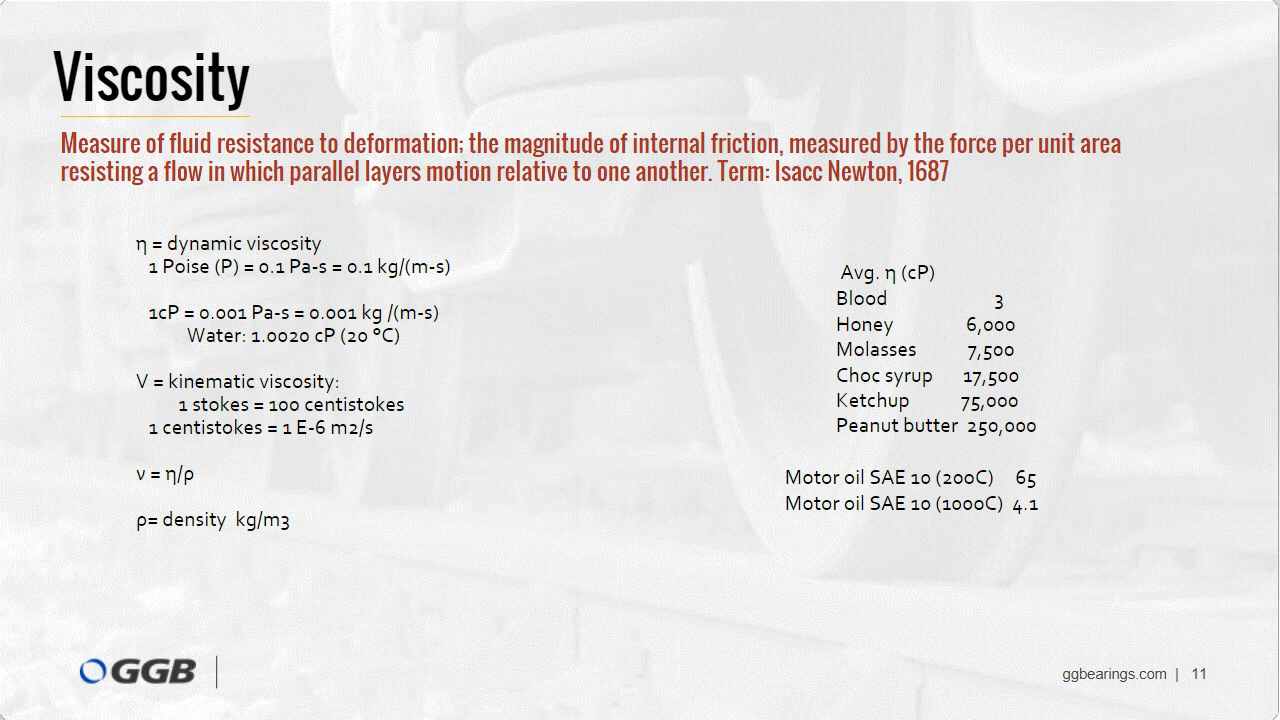 Viscosity
Measure of fluid resistance to deformation; the magnitude of internal friction, measured by the force per unit area
resisting a flow in which parallel layers motion relative to one another. Term: Isacc Newton, 1687
η = dynamic viscosity
1 Poise (P) = 0.1 Pa-s = 0.1 kg/(m-s)
1cP = 0.001 Pa-s = 0.001 kg /(m-s)
Water: 1.0020 cP (20 ºC)
V = kinematic viscosity:
1 stokes = 100 centistokes
1 centistokes = 1 E-6 m2/s
ν = η/ρ
ρ= density kg/m3
Avg. η (cP)
Blood 3
Honey 6,000
Molasses 7,500
Choc syrup 17,500
Ketchup 75,000
Peanut butter 250,000
Motor oil SAE 10 (200C) 65
Motor oil SAE 10 (1000C) 4.1
GGB
ggbearings.com | 11